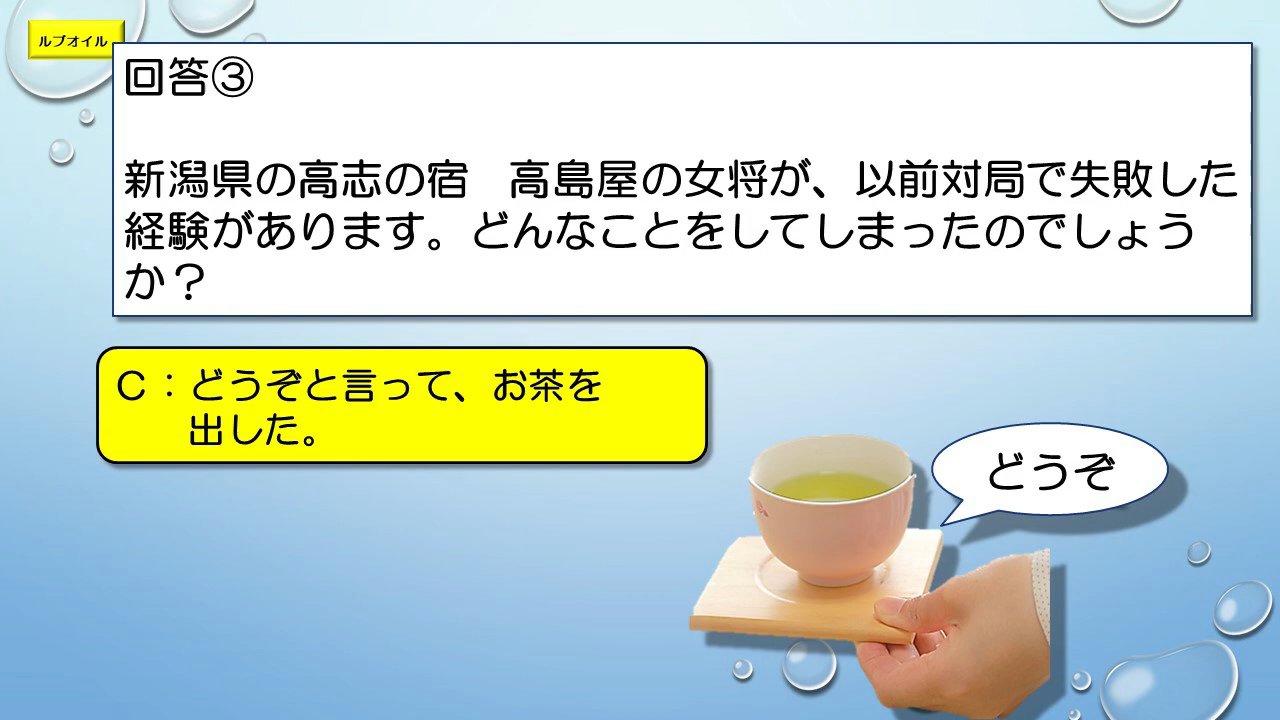 ルブオイル
回答③
新潟県の高志の宿　高島屋の女将が、以前対局で失敗した
経験があります。どんなことをしてしまったのでしょう
か？
Ｃ：どうぞと言って、お茶を
出した。
どうぞ